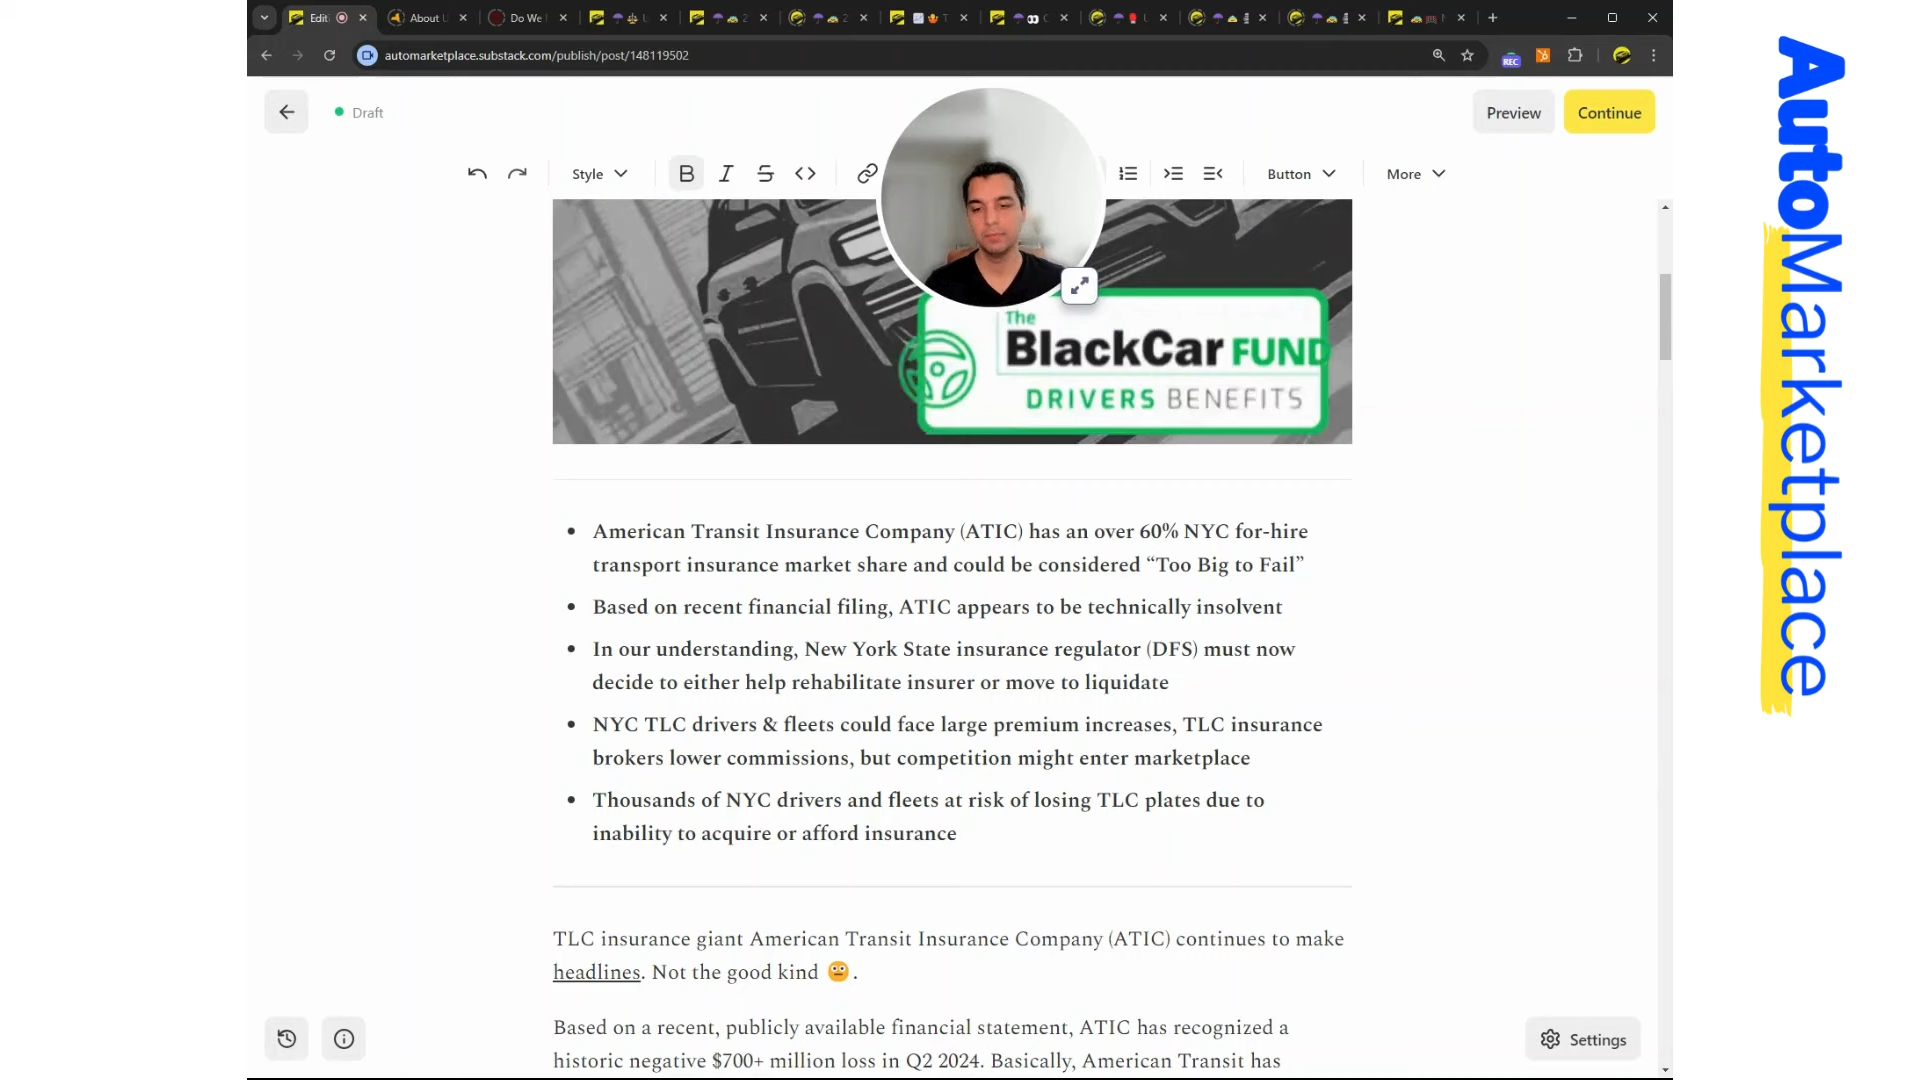 Edit
About
Do We
automarketplace.substack.com/publish/post/148119502
REC
Draft
Preview
Continue
Style
B
I
S
Button
More
The
BlackCar FUND
DRIVERS BENEFITS
American Transit Insurance Company (ATIC) has an over 60% NYC for-hire
transport insurance market share and could be considered “Too Big to Fail”
Based on recent financial filing, ATIC appears to be technically insolvent
In our understanding, New York State insurance regulator (DFS) must now
decide to either help rehabilitate insurer or move to liquidate
NYC TLC drivers & fleets could face large premium increases, TLC insurance
brokers lower commissions, but competition might enter marketplace
Thousands of NYC drivers and fleets at risk of losing TLC plates due to
inability to acquire or afford insurance
TLC insurance giant American Transit Insurance Company (ATIC) continues to make
headlines. Not the good kind 😐.
Based on a recent, publicly available financial statement, ATIC has recognized a
historic negative $700+ million loss in Q2 2024. Basically, American Transit has
Settings
AutoMarketplace